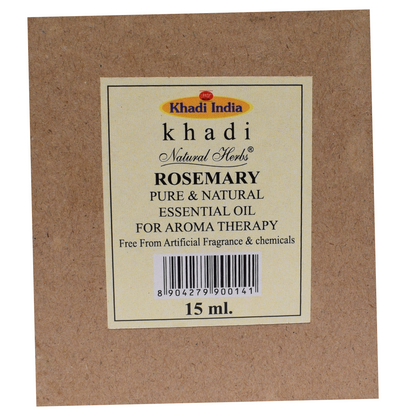 Khadi India
khadi
Natural Herbs®
ROSEMARY
PURE & NATURAL
ESSENTIAL OIL
FOR AROMA THERAPY
Free From Artificial Fragrance & chemicals
8 904279 900141
15 ml.